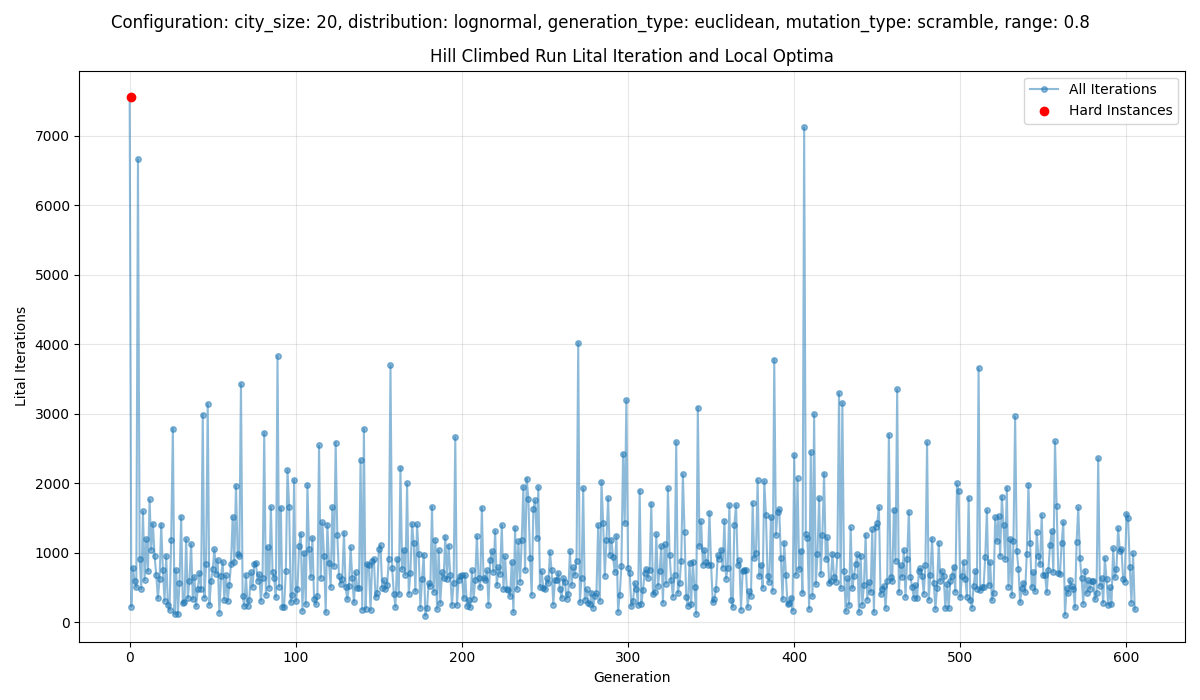 Configuration: city_size: 20, distribution: lognormal, generation_type: euclidean, mutation_type: scramble, range: 0.8
Hill Climbed Run Lital Iteration and Local Optima
All Iterations
Hard Instances
Lital Iterations
7000
6000
5000
4000
3000
2000
1000
0
0 100 200 300 400 500 600
Generation